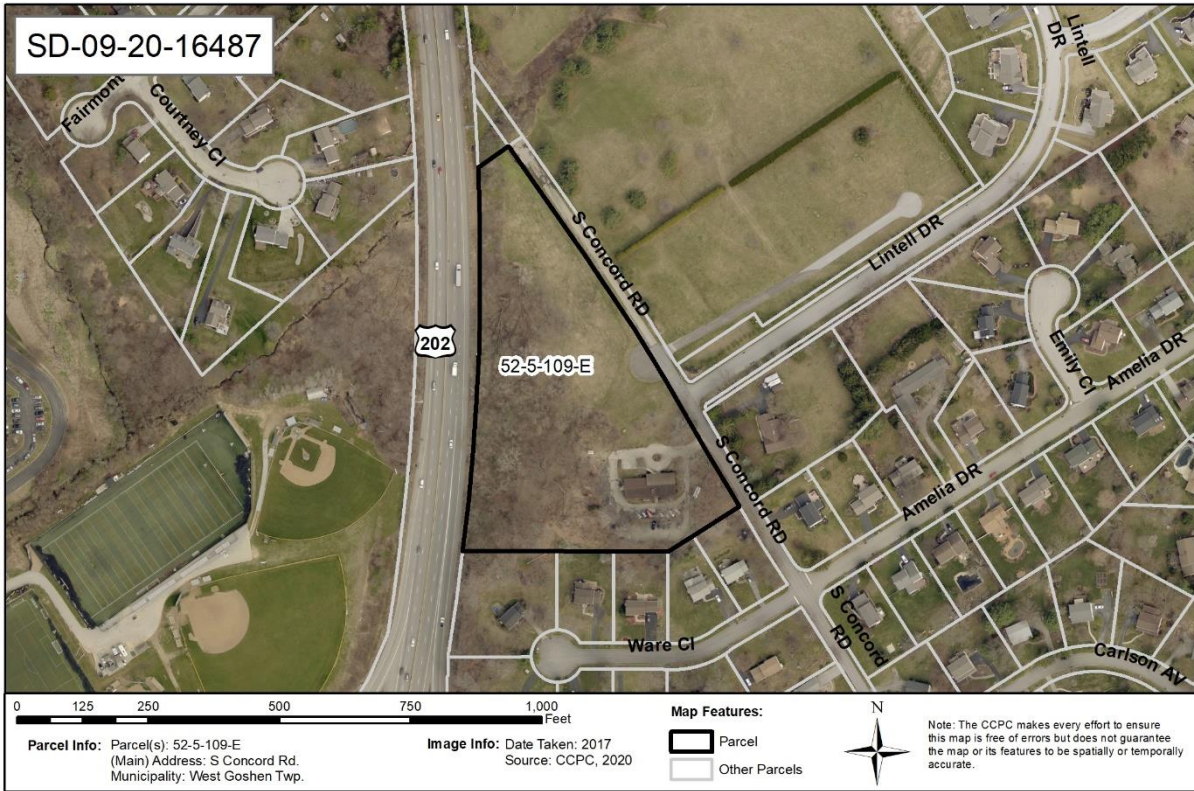 SD-09-20-16487
Fairmont
Courtney Cl
Lintell
DR
Lintell DR
S Concord RD
202
52-5-109-E
Emily Cl
Amelia DR
S Concord RD
Amelia DR
S Concord
RD
Ware Cl
Carlson AV
0 125 250 500 750 1,000
Feet
Parcel Info: Parcel(s): 52-5-109-E
(Main) Address: S Concord Rd.
Municipality: West Goshen Twp.
Image Info: Date Taken: 2017
Source: CCPC, 2020
Map Features:
Parcel
Other Parcels
N
Note: The CCPC makes every effort to ensure
this map is free of errors but does not guarantee
the map or its features to be spatially or temporally
accurate.